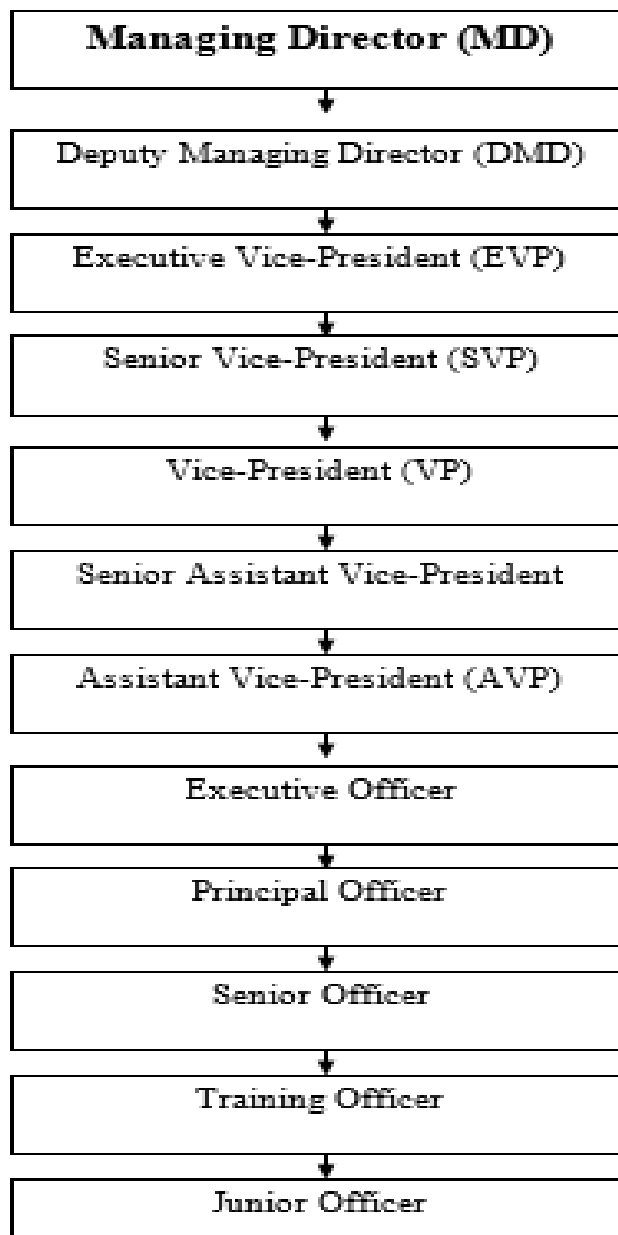 Managing Director (MD)
Deputy Managing Director (DMD)
Executive Vice-President (EVP)
Senior Vice-President (SVP)
Vice-President (VP)
Senior Assistant Vice-President
Assistant Vice-President (AVP)
Executive Officer
Principal Officer
Senior Officer
Training Officer
Junior Officer